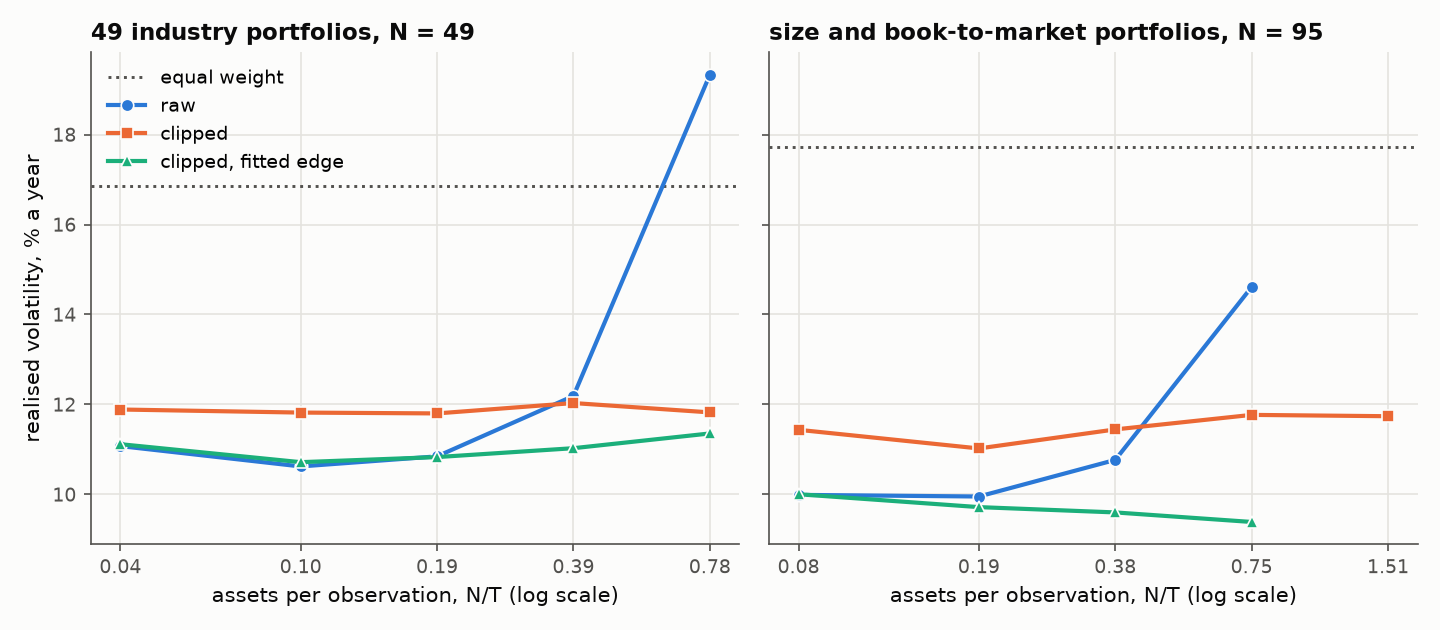 49 industry portfolios, N = 49
equal weight
raw
clipped
clipped, fitted edge
realised volatility, % a year
18
16
14
12
10
0.04 0.10 0.19 0.39 0.78
assets per observation, N/T (log scale)
size and book-to-market portfolios, N = 95
0.08 0.19 0.38 0.75 1.51
assets per observation, N/T (log scale)